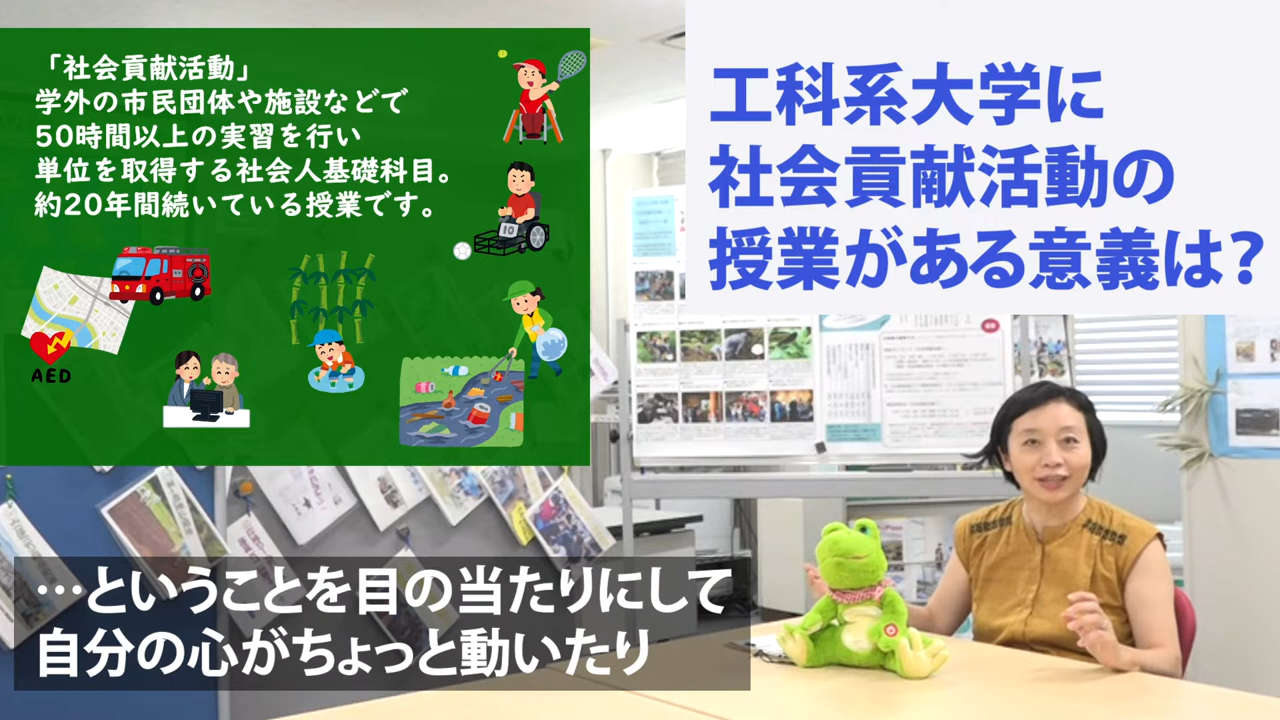 「社会貢献活動」
学外の市民団体や施設などで
50時間以上の実習を行い
単位を取得する社会人基礎科目。
約20年間続いている授業です。
AED
10
工科系大学に
社会貢献活動の
授業がある意義は？
…ということを目の当たりにして
自分の心がちょっと動いたり